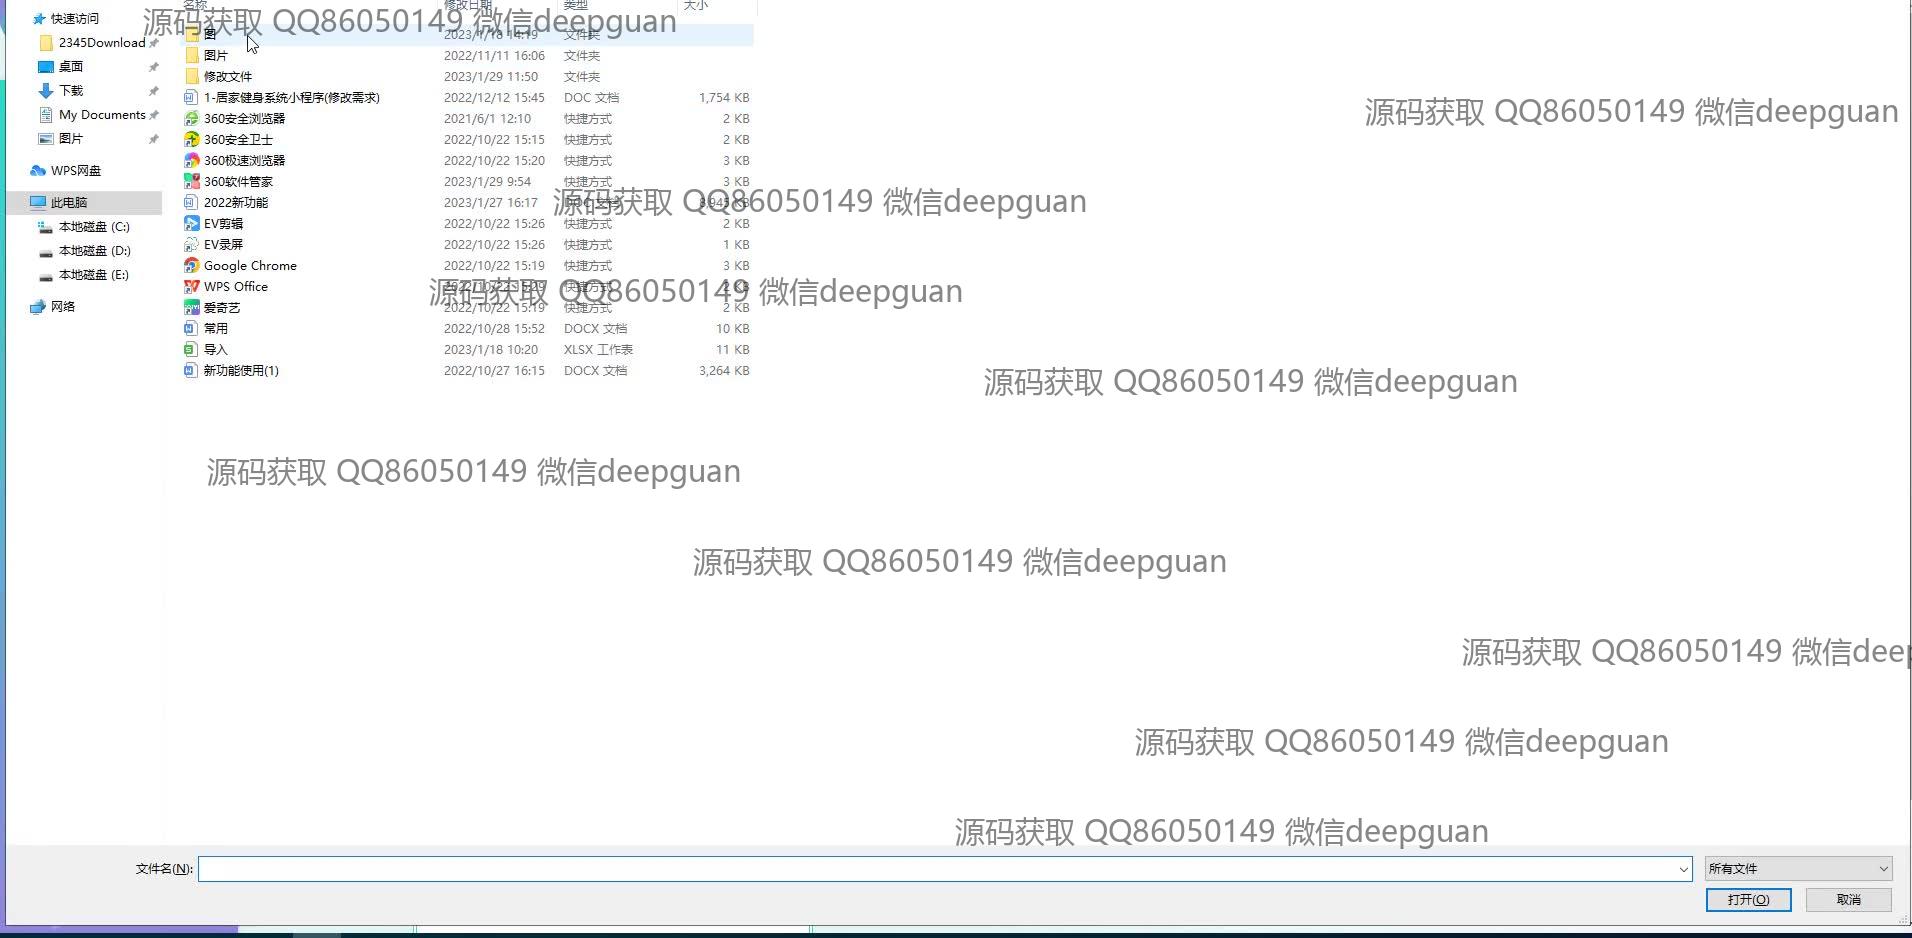 名称 修改日期 类型 大小
快速访问
源码获取 QQ86050149 微信deepguan
图 2023/1/18 14:19 文件夹
2345Download
图片 2022/11/11 16:06 文件夹
桌面
修改文件 2023/1/29 11:50 文件夹
下载
1-居家健身系统小程序(修改需求) 2022/12/12 15:45 DOC 文档 1,754 KB
源码获取 QQ86050149 微信deepguan
My Documents
360安全浏览器 2021/6/1 12:10 快捷方式 2 KB
图片
360安全卫士 2022/10/22 15:15 快捷方式 2 KB
360极速浏览器 2022/10/22 15:20 快捷方式 3 KB
WPS网盘
360软件管家 2023/1/29 9:54 快捷方式 3 KB
此电脑
2022新功能 2023/1/27 16:17 DOC 文档 8,945 KB
源码获取 QQ86050149 微信deepguan
本地磁盘 (C:)
EV剪辑 2022/10/22 15:26 快捷方式 2 KB
EV录屏 2022/10/22 15:26 快捷方式 1 KB
本地磁盘 (D:)
Google Chrome 2022/10/22 15:19 快捷方式 3 KB
本地磁盘 (E:)
WPS Office 2022/10/22 15:29 快捷方式 2 KB
源码获取 QQ86050149 微信deepguan
网络
爱奇艺 2022/10/22 15:19 快捷方式 2 KB
常用 2022/10/28 15:52 DOCX 文档 10 KB
导入 2023/1/18 10:20 XLSX 工作表 11 KB
新功能使用(1) 2022/10/27 16:15 DOCX 文档 3,264 KB
源码获取 QQ86050149 微信deepguan
源码获取 QQ86050149 微信deepguan
源码获取 QQ86050149 微信deepguan
源码获取 QQ86050149 微信deep
源码获取 QQ86050149 微信deepguan
源码获取 QQ86050149 微信deepguan
文件名(N): 所有文件
打开(O) 取消